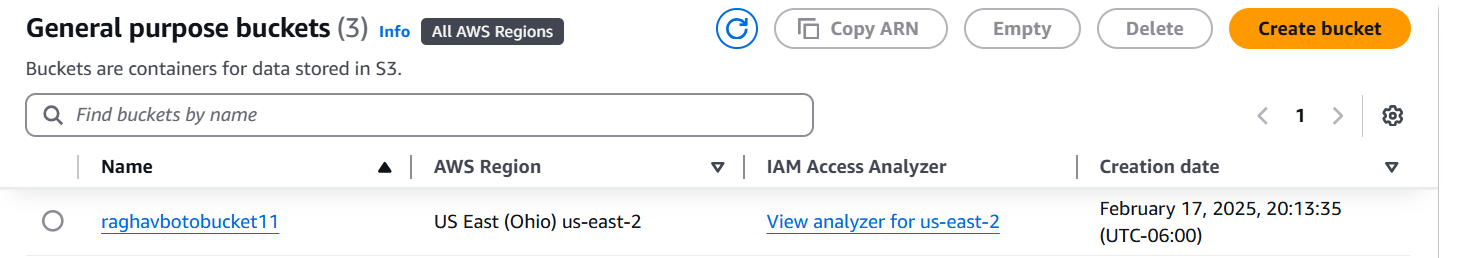 General purpose buckets (3) Info All AWS Regions Copy ARN Empty Delete Create bucket
Buckets are containers for data stored in S3.
Find buckets by name 1
Name AWS Region IAM Access Analyzer Creation date
raghavbotobucket11 US East (Ohio) us-east-2 View analyzer for us-east-2 February 17, 2025, 20:13:35
(UTC-06:00)